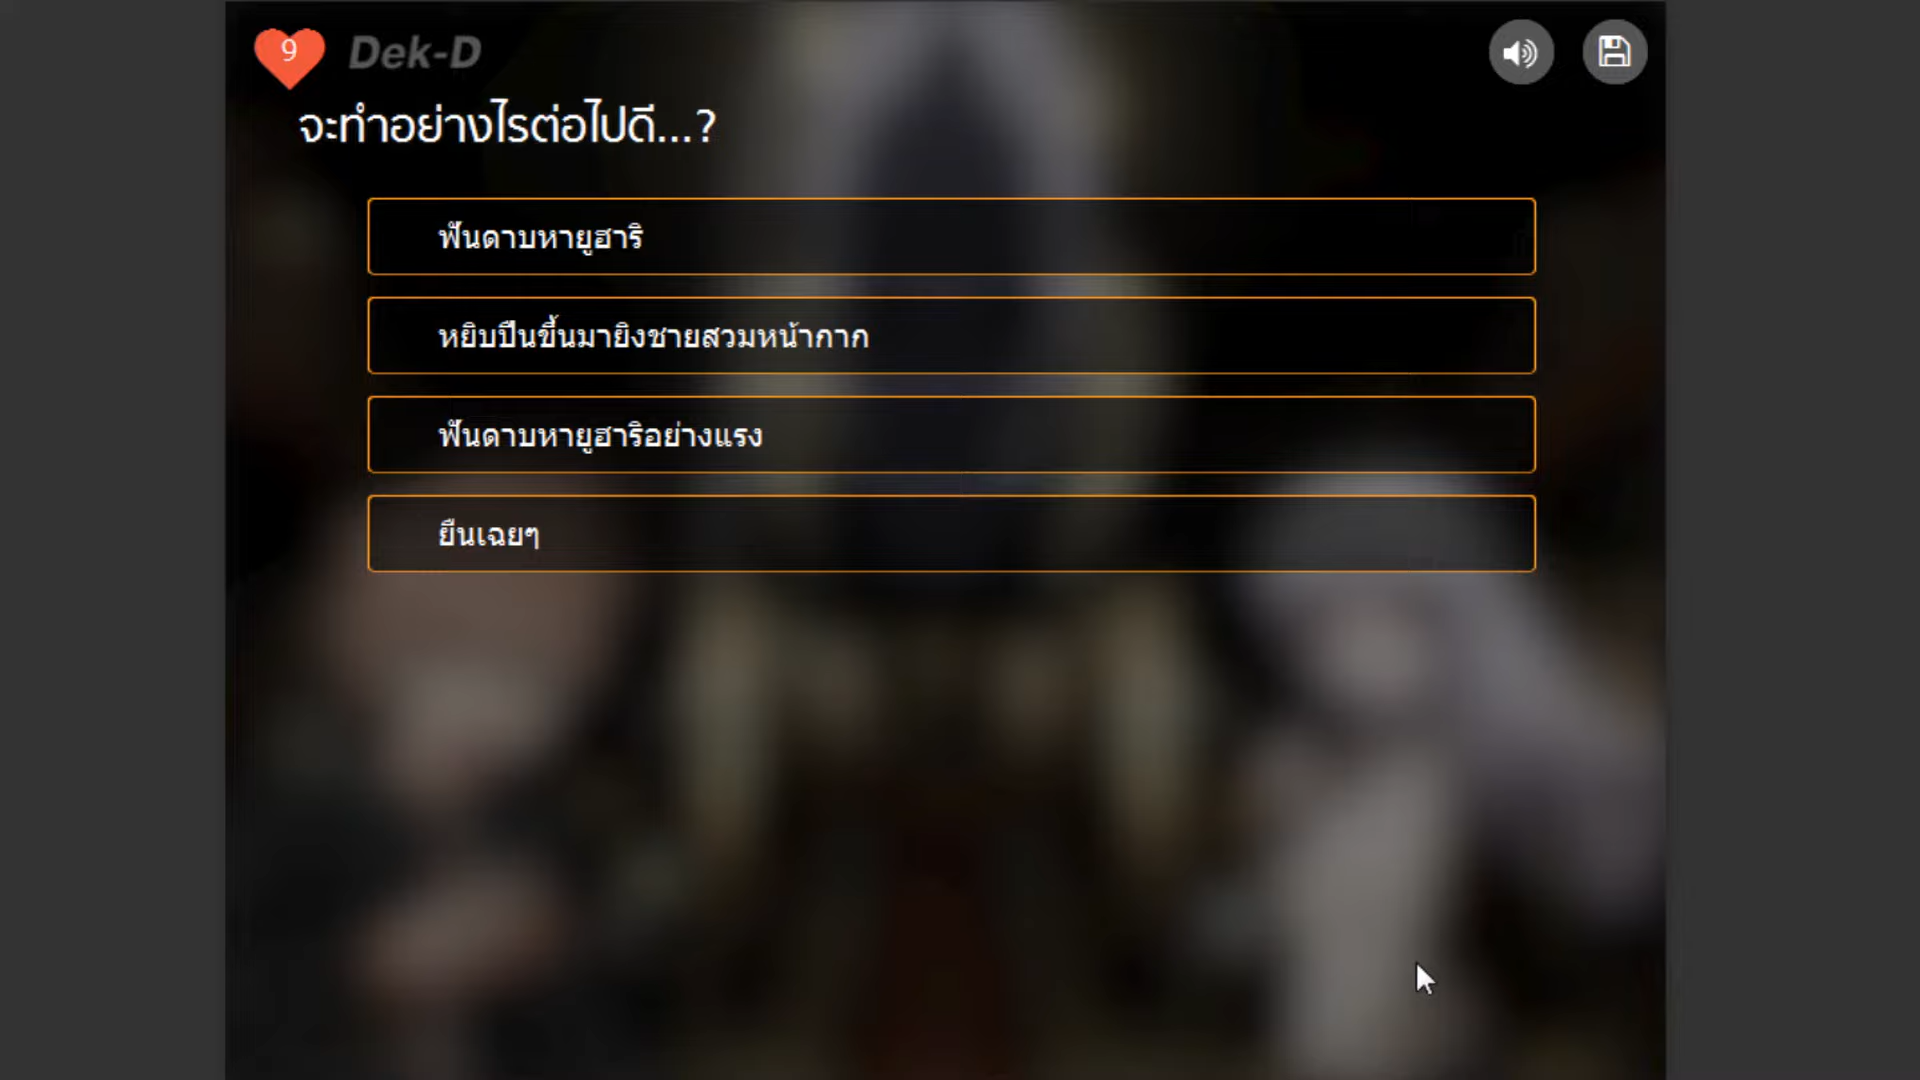 9 Dek-D
จะทำอย่างไรต่อไปดี...?
ฟันดาบหายูฮาริ
หยิบปืนขึ้นมายิงชายสวมหน้ากาก
ฟันดาบหายูฮาริอย่างแรง
ยืนเฉยๆ